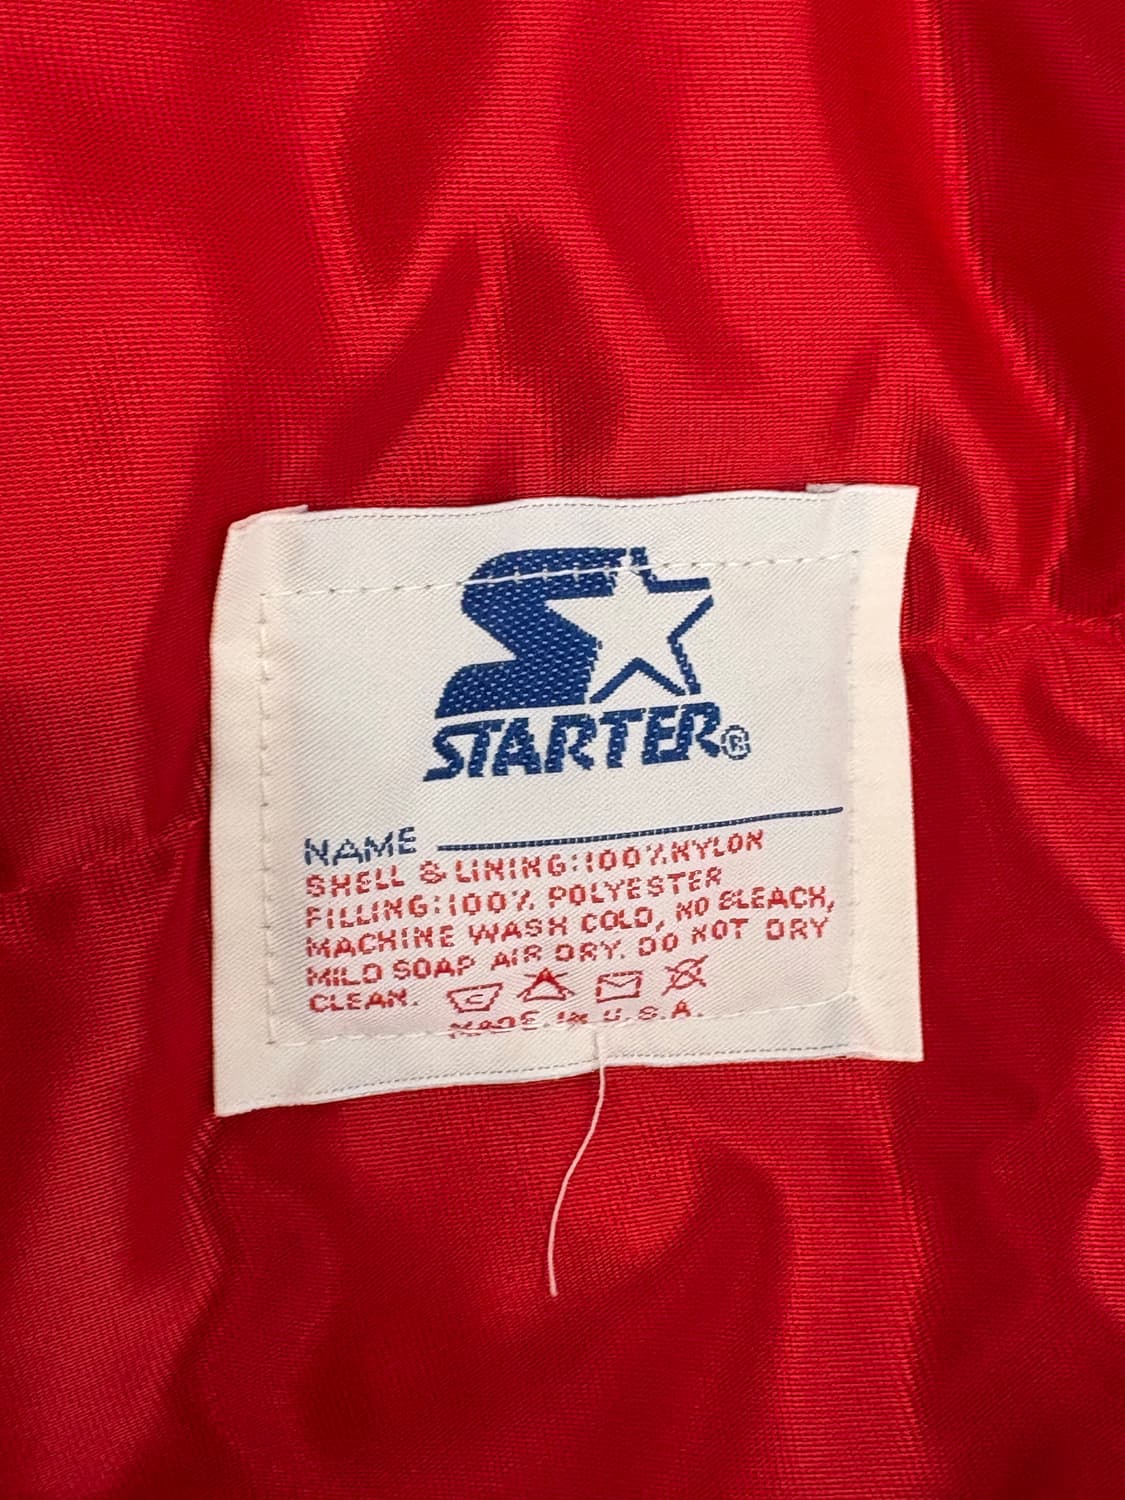 STARTER®
NAME
SHELL & LINING:100%NYLON
FILLING:100% POLYESTER
MACHINE WASH COLD, NO BLEACH,
MILD SOAP AIR DRY. DO NOT DRY
CLEAN.
MADE IN U.S.A.